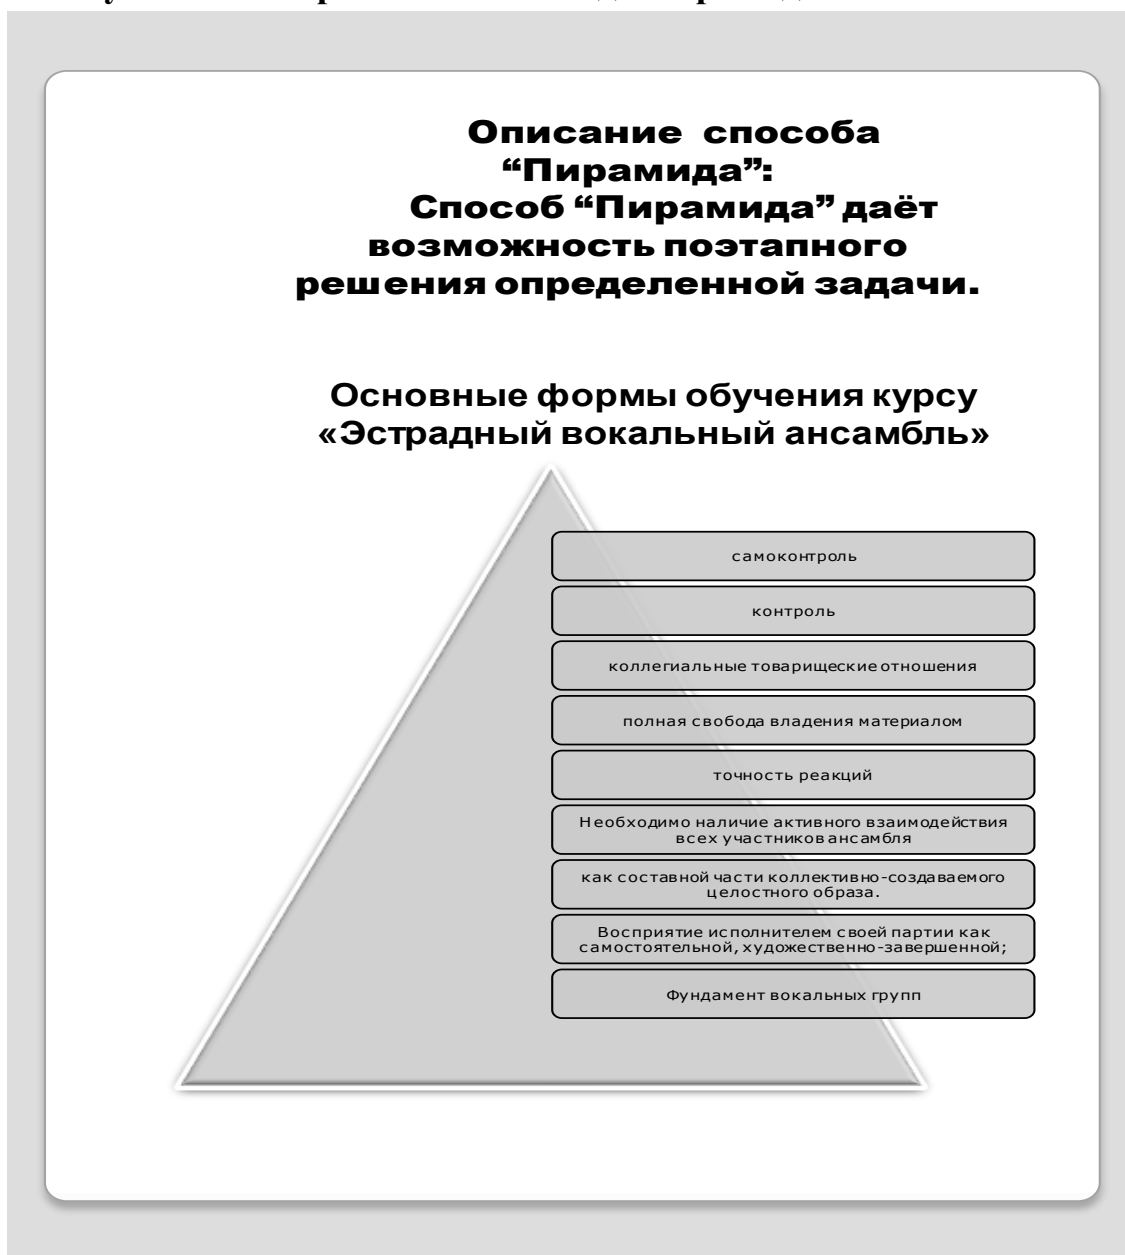 Описание способа
“Пирамида”:
Способ “Пирамида” даёт
возможность поэтапного
решения определенной задачи.
Основные формы обучения курсу
«Эстрадный вокальный ансамбль»
самоконтроль
контроль
коллегиальные товарищеские отношения
полная свобода владения материалом
точность реакций
Необходимо наличие активного взаимодействия
всех участников ансамбля
как составной части коллективно-создаваемого
целостного образа.
Восприятие исполнителем своей партии как
самостоятельной, художественно-завершенной;
Фундамент вокальных групп